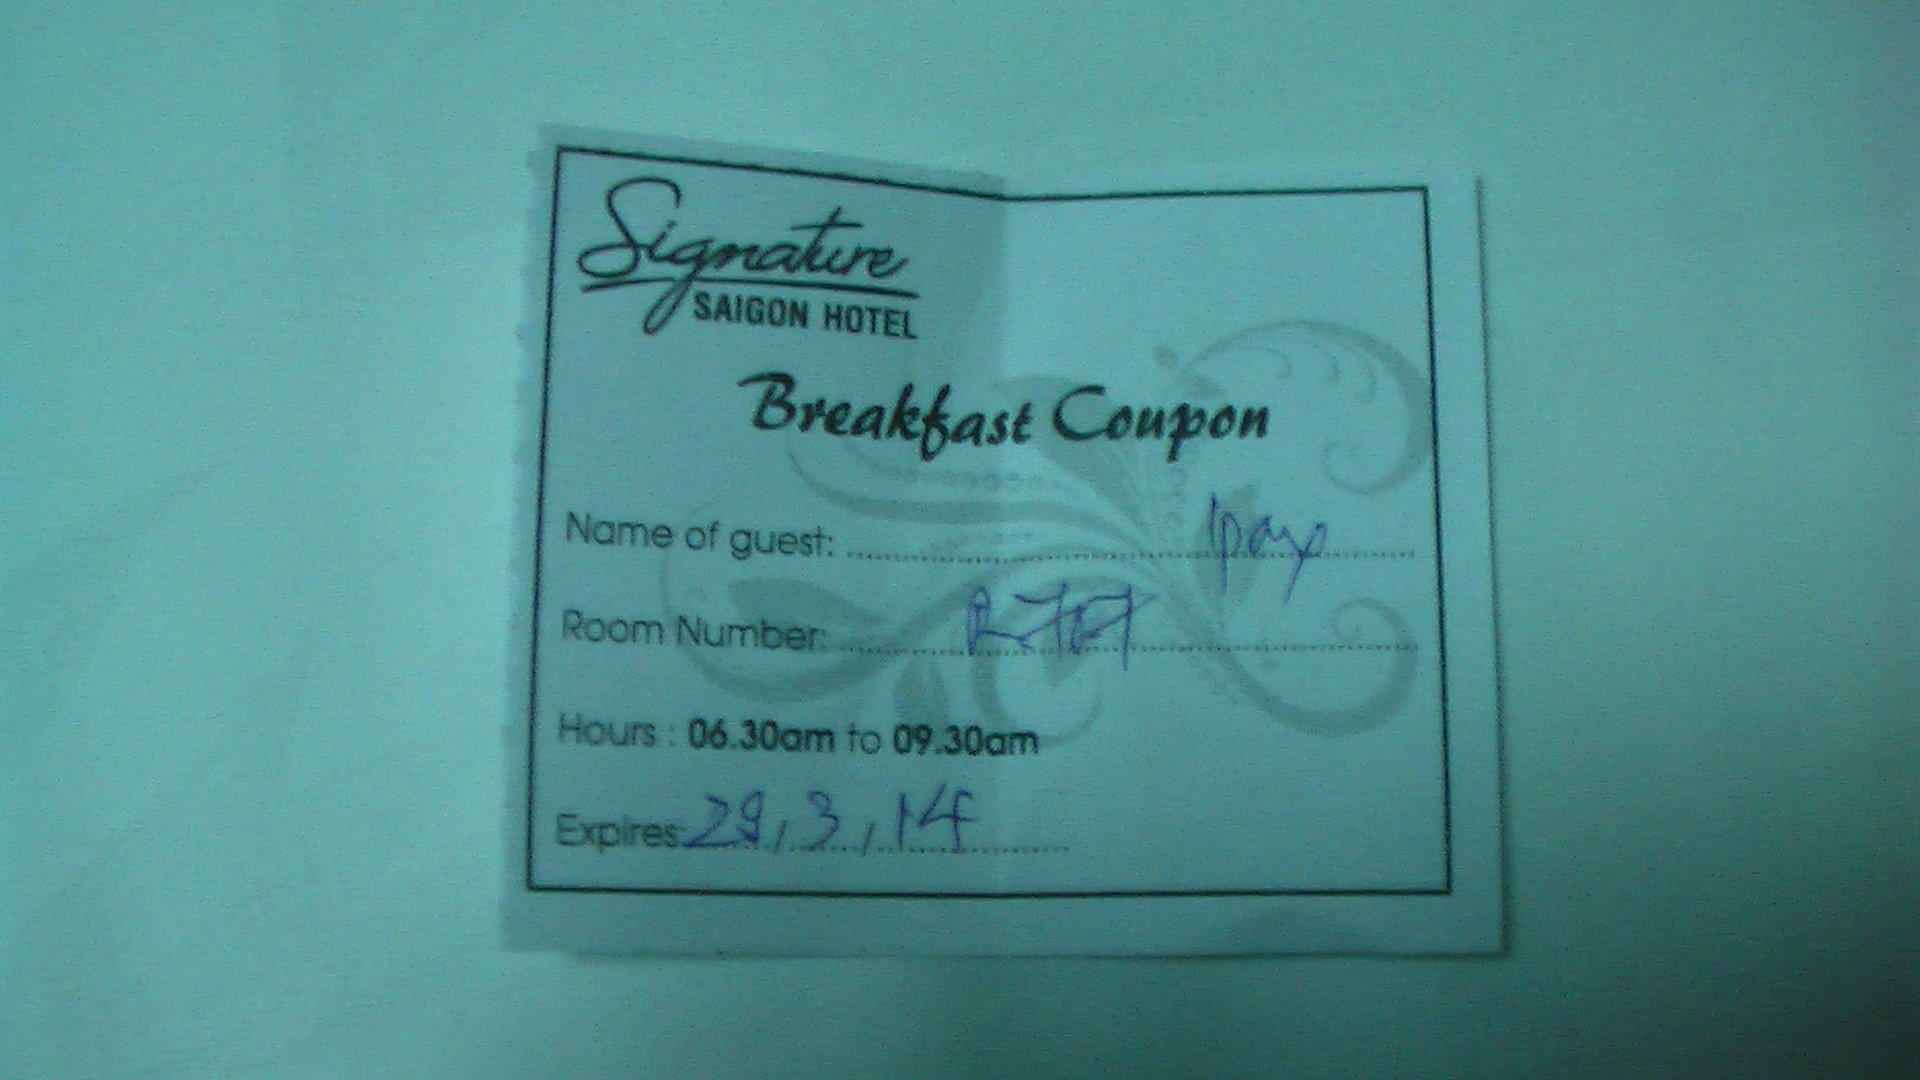 Signature
SAIGON HOTEL
Breakfast Coupon
Name of guest: 1pax
Room Number:
Hours : 06.30am to 09.30am
Expires: 29, 3, 14